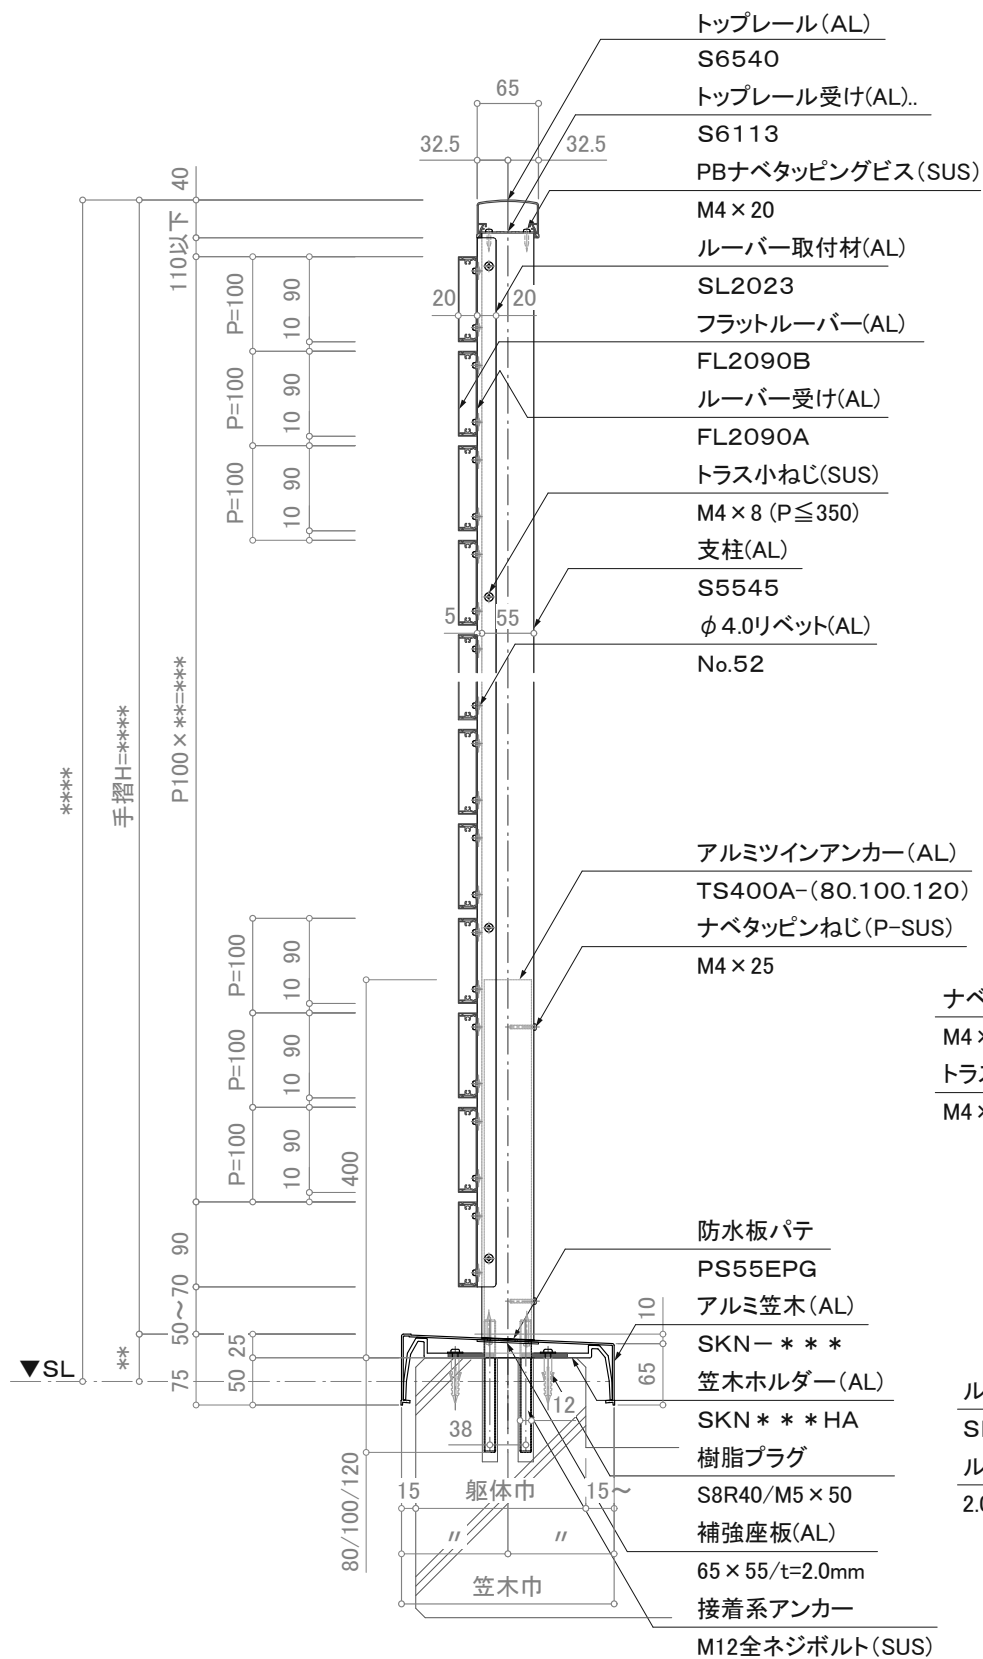 トップレール(AL)
S6540
トップレール受け(AL)..
S6113
PBナベタッピングビス(SUS)
M4×20
ルーバー取付材(AL)
SL2023
フラットルーバー(AL)
FL2090B
ルーバー受け(AL)
FL2090A
トラス小ねじ(SUS)
M4×8 (P≦350)
支柱(AL)
S5545
φ4.0リベット(AL)
No.52
アルミツインアンカー(AL)
TS400A-(80.100.120)
ナベタッピンねじ(P-SUS)
M4×25
防水板パテ
PS55EPG
アルミ笠木(AL)
SKN-***
笠木ホルダー(AL)
SKN***HA
樹脂プラグ
S8R40/M5×50
補強座板(AL)
65×55/t=2.0mm
接着系アンカー
M12全ネジボルト(SUS)
65
32.5
32.5
40
110以下
P=100
10 90
P=100
10 90
P=100
10 90
20
20
5
55
****
手摺H=****
P100×**=****
P=100
10 90
P=100
10 90
P=100
10 90
400
90
50~70
25
50
75
**
▼SL
10
65
12
38
80/100/120
15
躯体巾
15~
〃
〃
笠木巾
ナベ
M4×
トラ
M4×
ル
ル
2.0